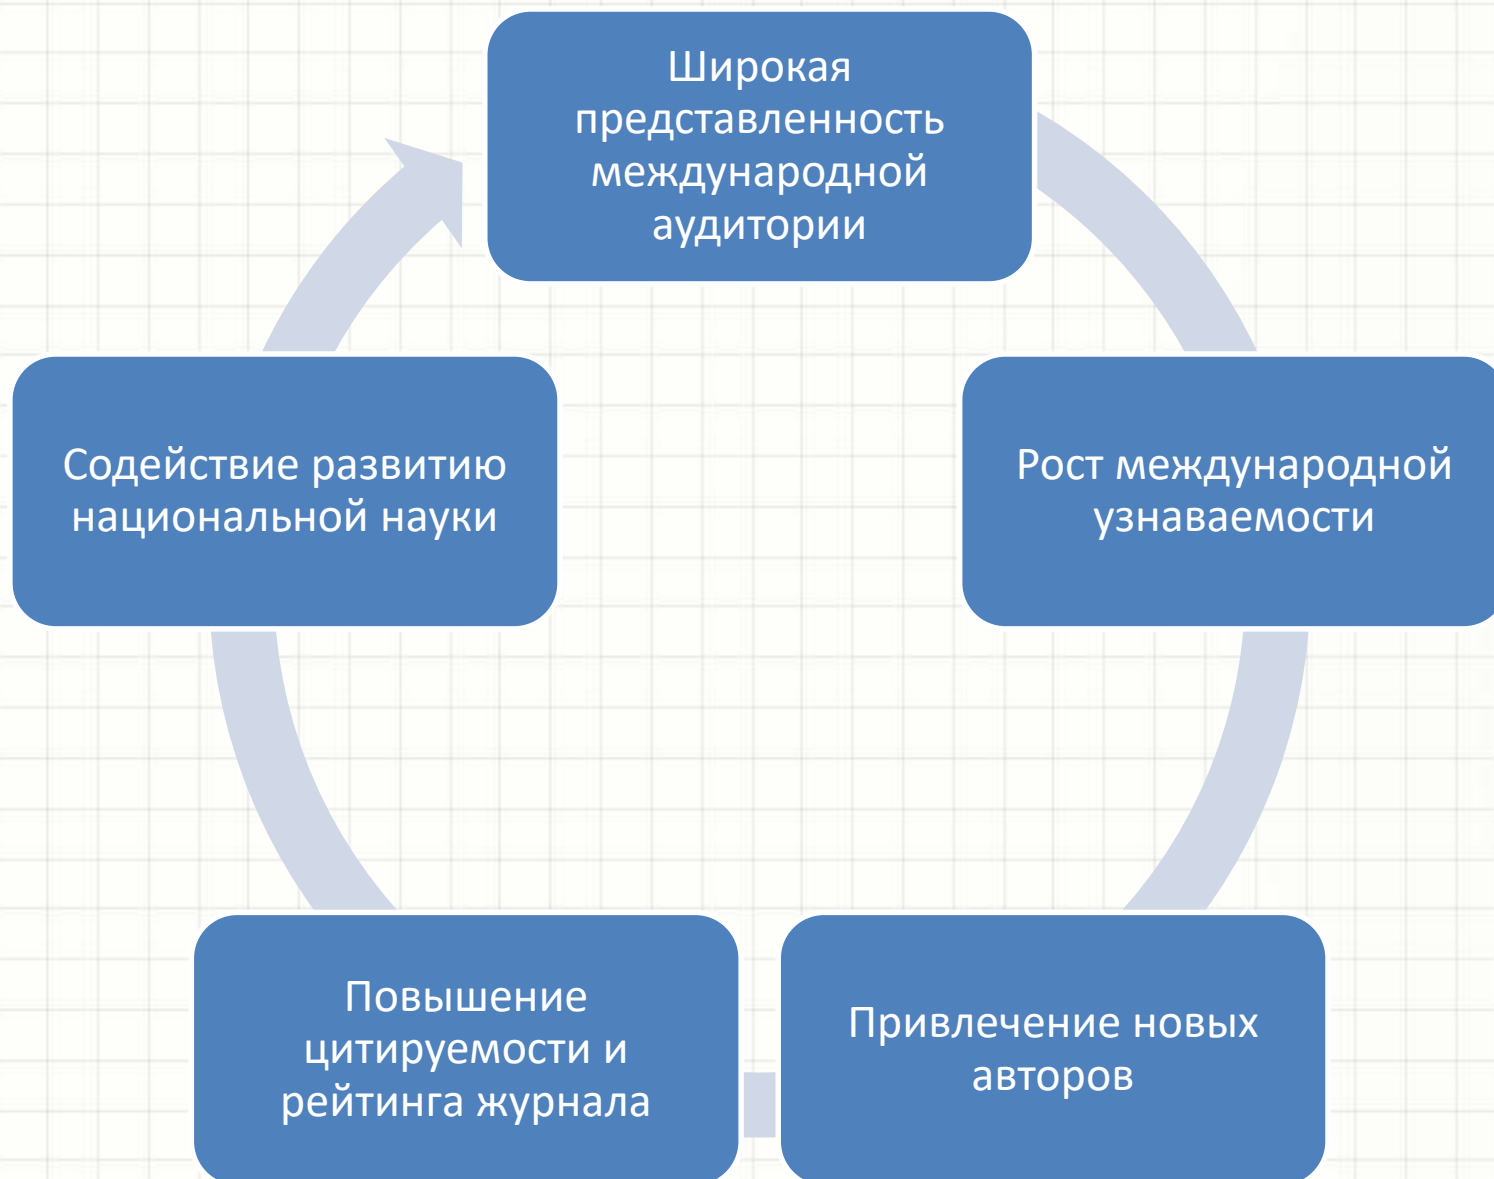 Широкая
представленность
международной
аудитории
Содействие развитию
национальной науки
Рост международной
узнаваемости
Повышение
цитируемости и
рейтинга журнала
Привлечение новых
авторов